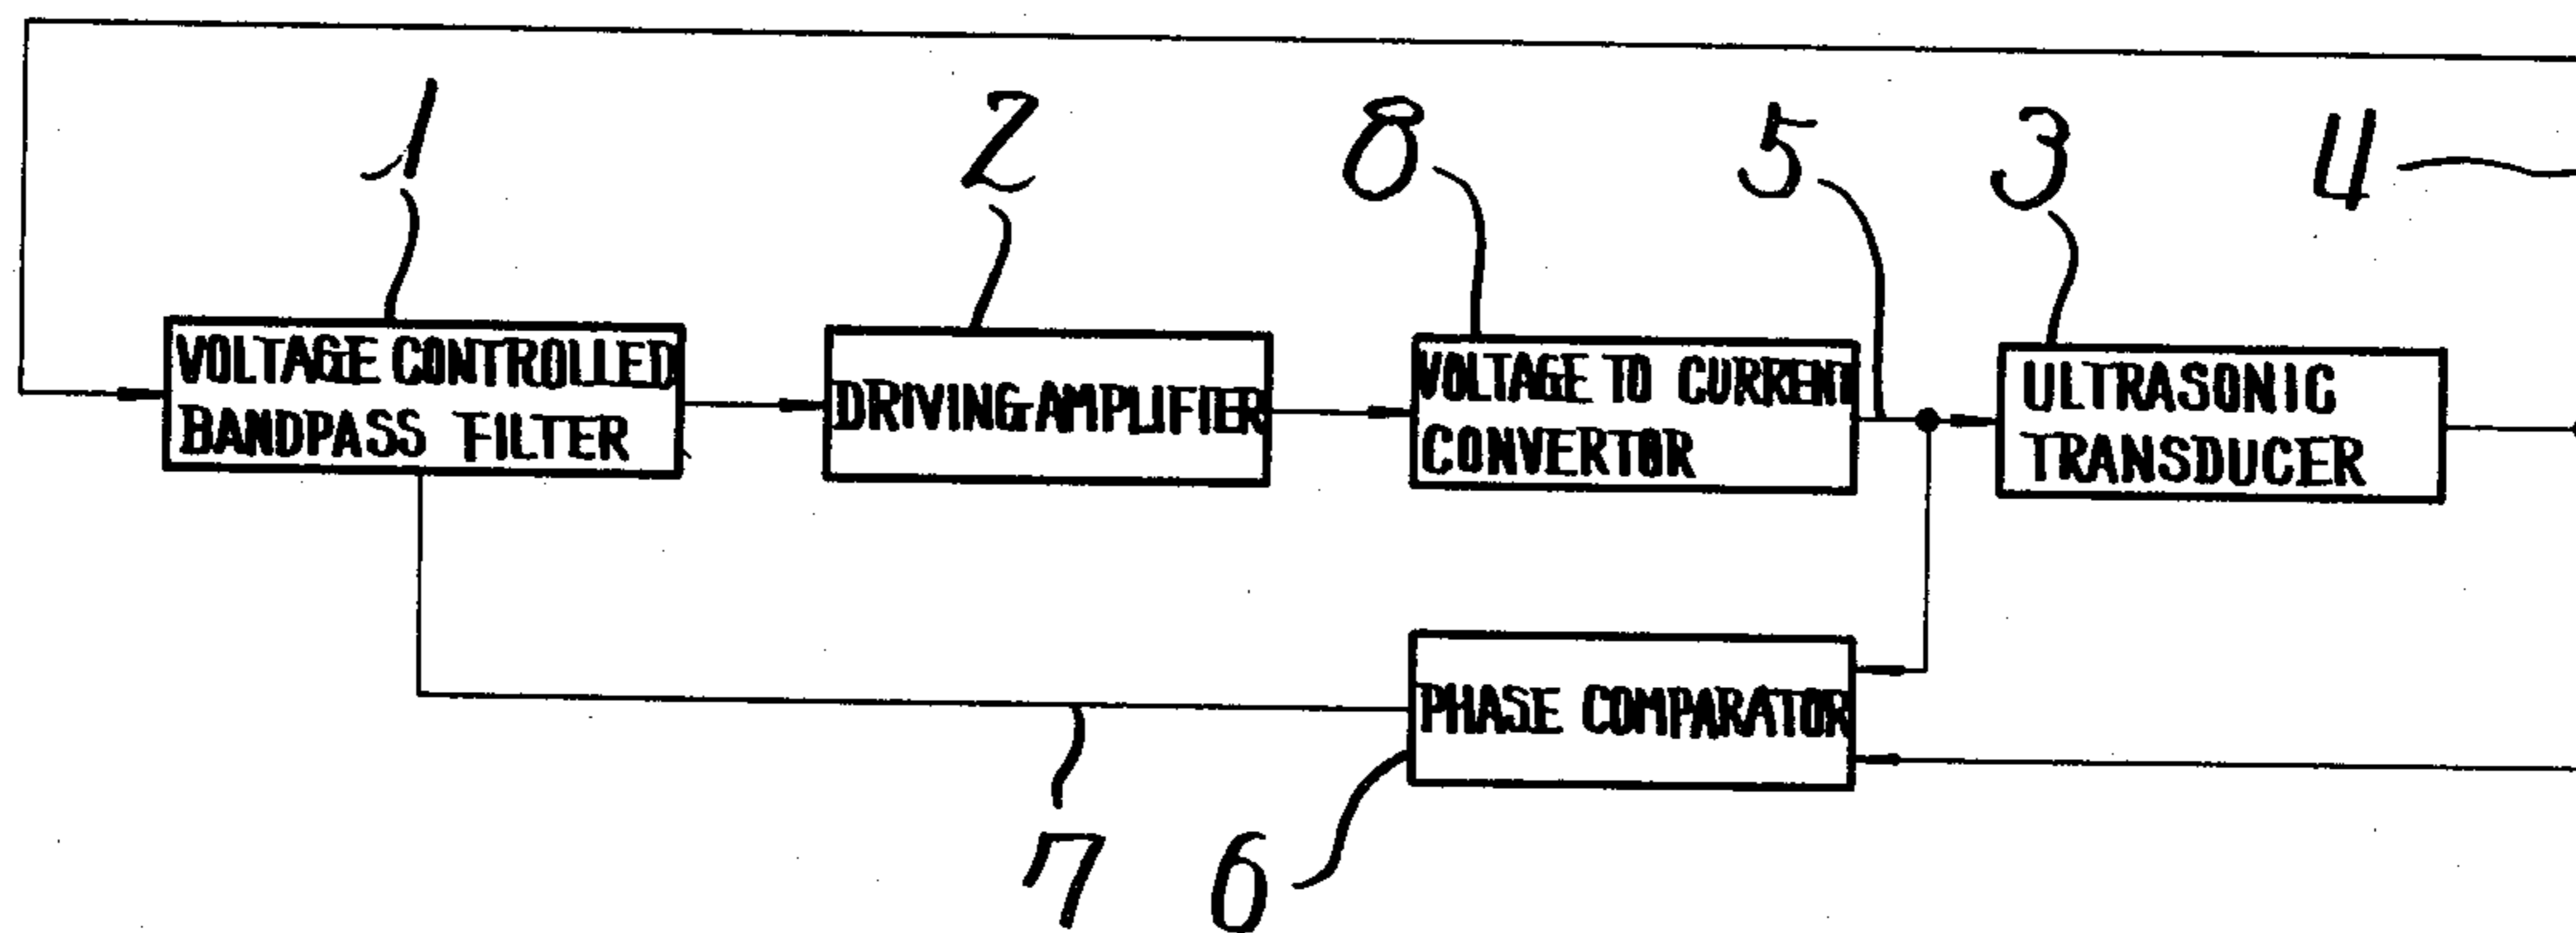 1
2
8
5
3
4
VOLTAGE CONTROLLED
BANDPASS FILTER
DRIVING AMPLIFIER
VOLTAGE TO CURRENT
CONVERTOR
ULTRASONIC
TRANSDUCER
PHASE COMPARATOR
7
6